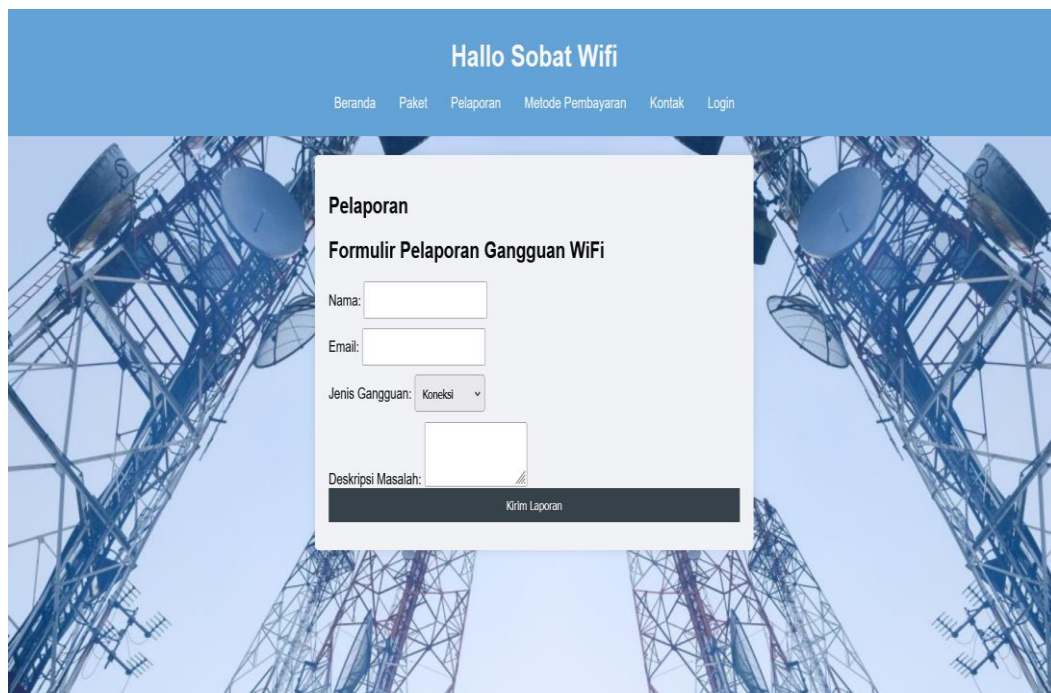 Hallo Sobat Wifi
Beranda Paket Pelaporan Metode Pembayaran Kontak Login
Pelaporan
Formulir Pelaporan Gangguan WiFi
Nama:
Email:
Jenis Gangguan: Koneksi
Deskripsi Masalah:
Kirim Laporan